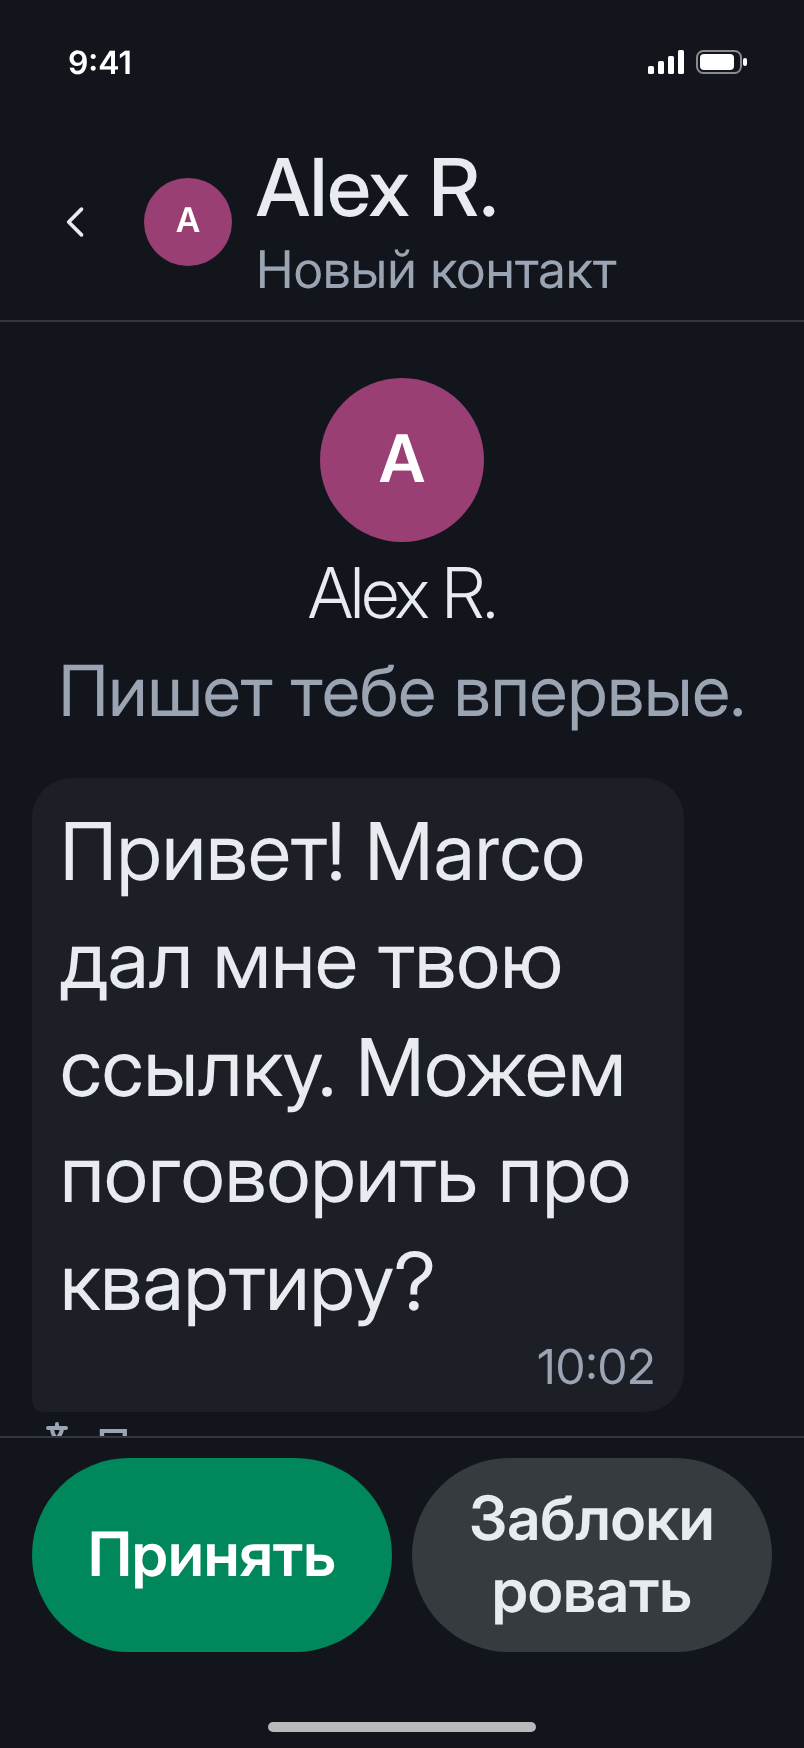 9:41
A
Alex R.
Новый контакт
A
Alex R.
Пишет тебе впервые.
Привет! Marco
дал мне твою
ссылку. Можем
поговорить про
квартиру?
10:02
Принять
Заблоки
ровать